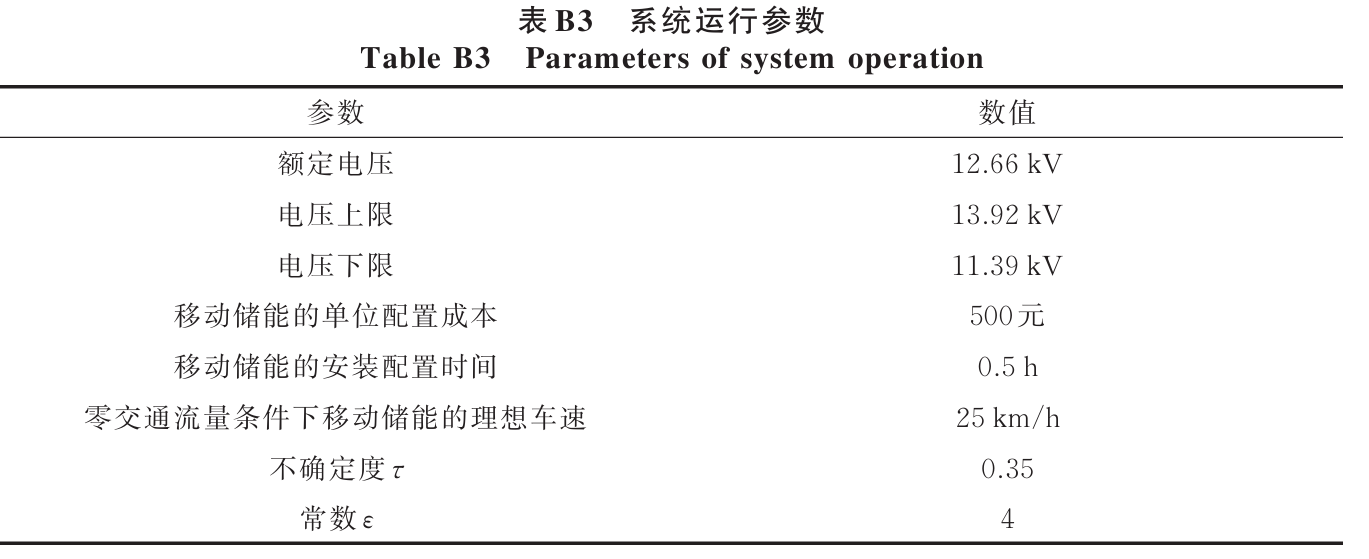 表B3 系统运行参数
Table B3 Parameters of system operation
参数 数值
额定电压 12.66 kV
电压上限 13.92 kV
电压下限 11.39 kV
移动储能的单位配置成本 500元
移动储能的安装配置时间 0.5 h
零交通流量条件下移动储能的理想车速 25 km/h
不确定度τ 0.35
常数ε 4